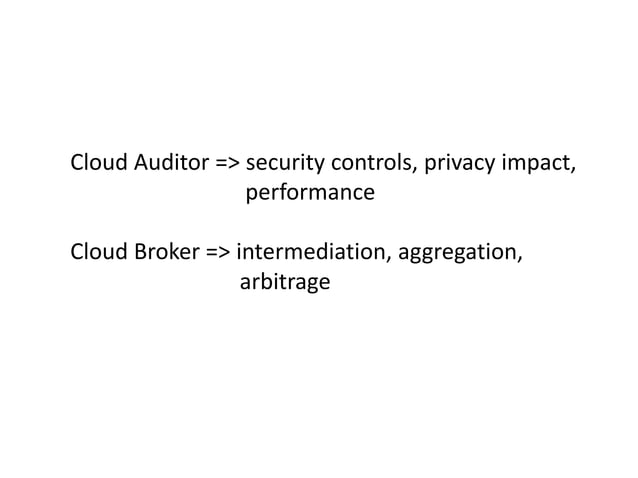 Cloud Auditor => security controls, privacy impact,
performance
Cloud Broker => intermediation, aggregation,
arbitrage